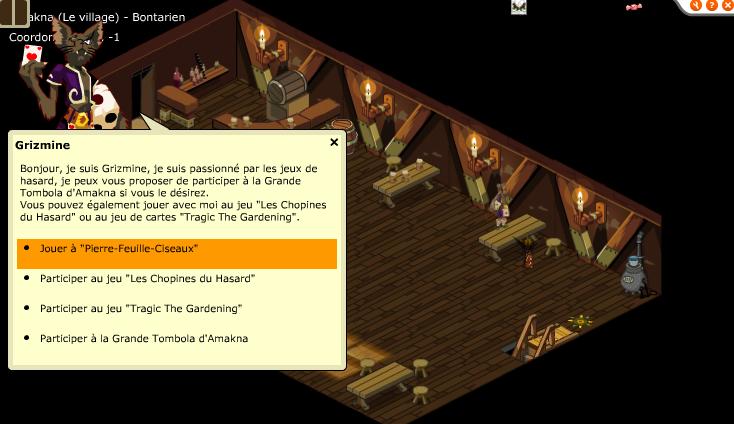 akna (Le village) - Bontarien
Coordor -1
Grizmine
Bonjour, je suis Grizmine, je suis passionné par les jeux de
hasard, je peux vous proposer de participer à la Grande
Tombola d'Amakna si vous le désirez.
Vous pouvez également jouer avec moi au jeu "Les Chopines
du Hasard" ou au jeu de cartes "Tragic The Gardening".
Jouer à "Pierre-Feuille-Ciseaux"
Participer au jeu "Les Chopines du Hasard"
Participer au jeu "Tragic The Gardening"
Participer à la Grande Tombola d'Amakna